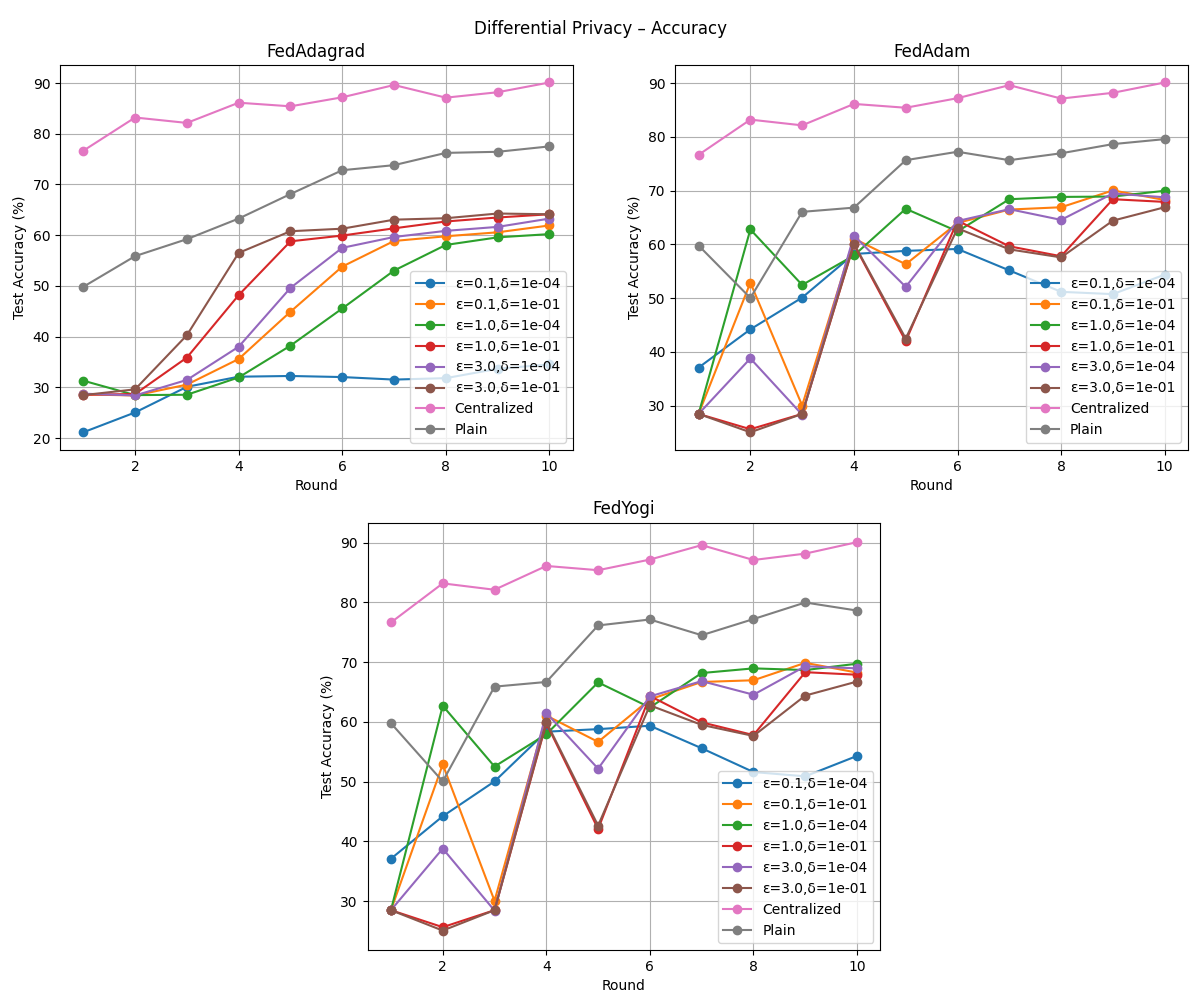 Differential Privacy – Accuracy
FedAdagrad
Test Accuracy (%)
90
80
70
60
50
40
30
20
2 4 6 8 10
Round
ε=0.1,δ=1e-04
ε=0.1,δ=1e-01
ε=1.0,δ=1e-04
ε=1.0,δ=1e-01
ε=3.0,δ=1e-04
ε=3.0,δ=1e-01
Centralized
Plain
FedAdam
Test Accuracy (%)
90
80
70
60
50
40
30
2 4 6 8 10
Round
ε=0.1,δ=1e-04
ε=0.1,δ=1e-01
ε=1.0,δ=1e-04
ε=1.0,δ=1e-01
ε=3.0,δ=1e-04
ε=3.0,δ=1e-01
Centralized
Plain
FedYogi
Test Accuracy (%)
90
80
70
60
50
40
30
2 4 6 8 10
Round
ε=0.1,δ=1e-04
ε=0.1,δ=1e-01
ε=1.0,δ=1e-04
ε=1.0,δ=1e-01
ε=3.0,δ=1e-04
ε=3.0,δ=1e-01
Centralized
Plain